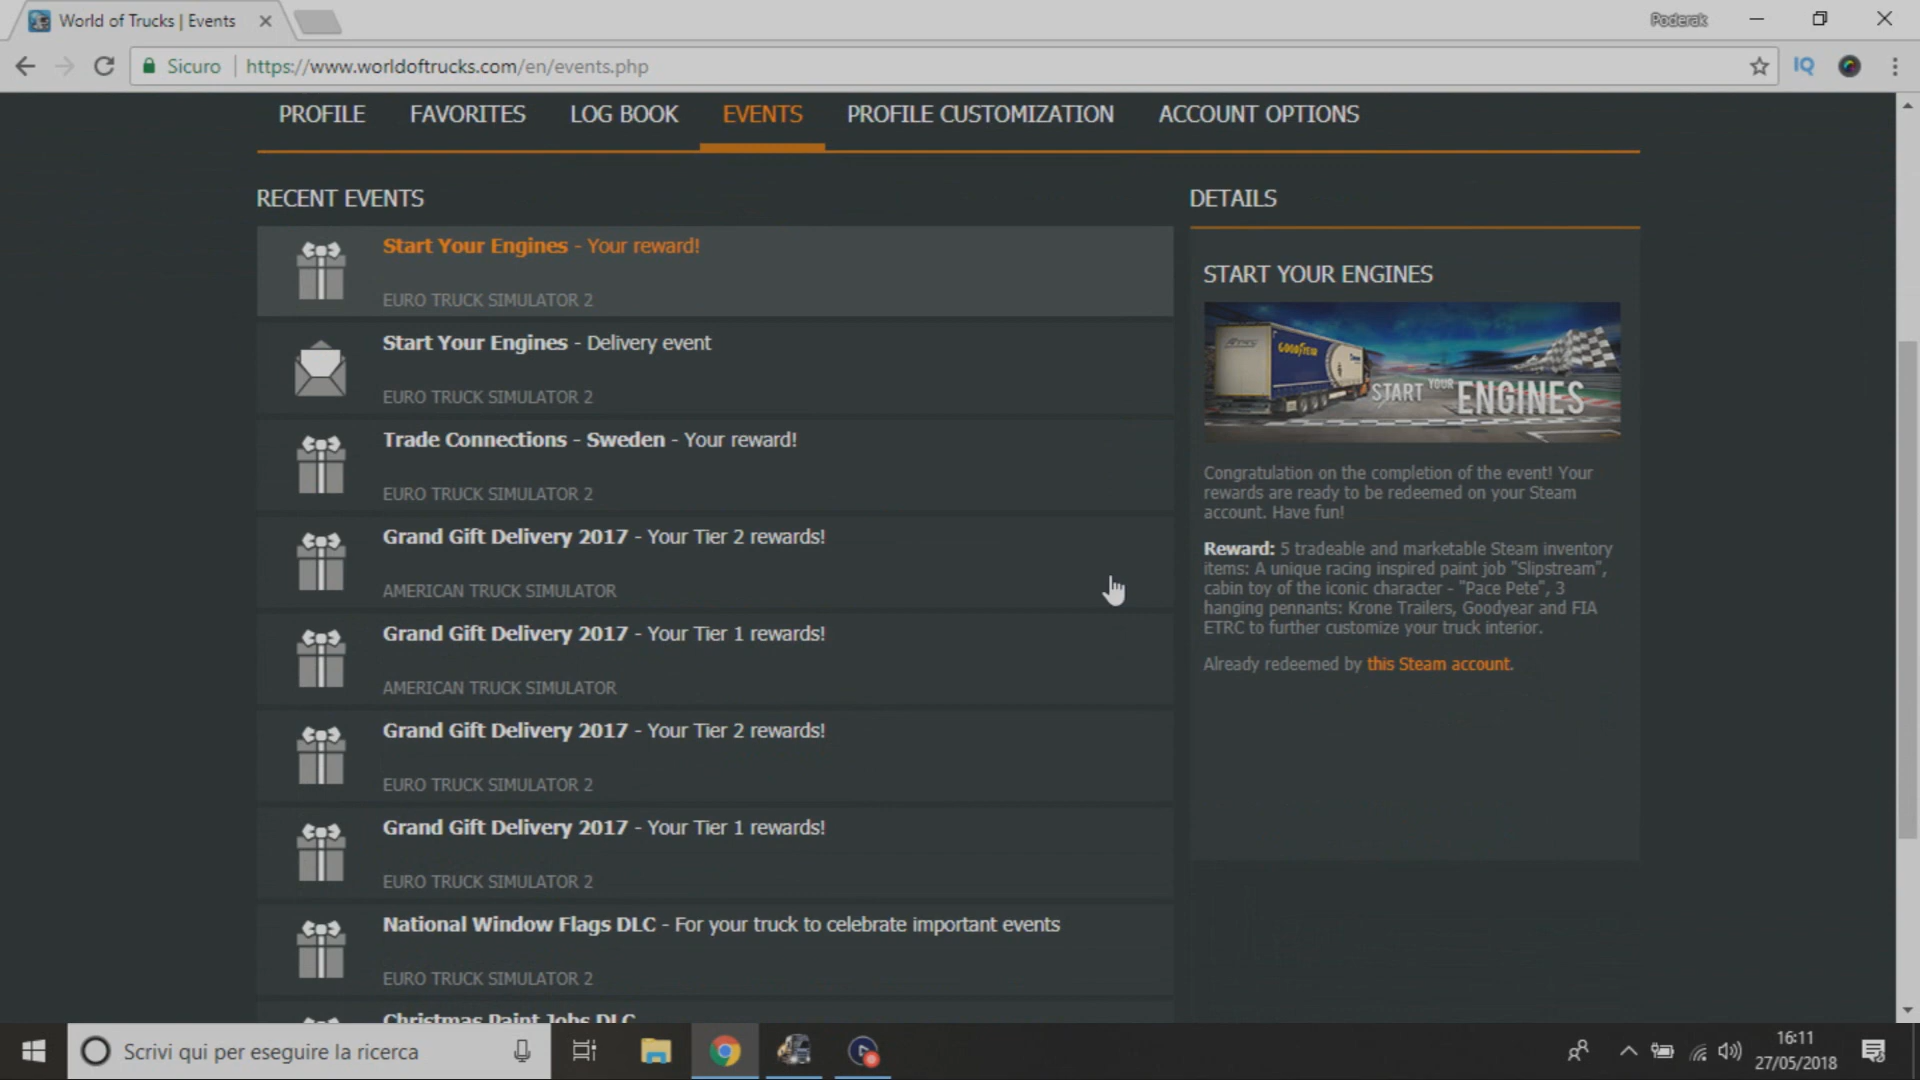 World of Trucks | Events
Poderak
Sicuro
https://www.worldoftrucks.com/en/events.php
IQ
PROFILE FAVORITES LOG BOOK EVENTS PROFILE CUSTOMIZATION ACCOUNT OPTIONS
RECENT EVENTS
Start Your Engines - Your reward!
EURO TRUCK SIMULATOR 2
Start Your Engines - Delivery event
EURO TRUCK SIMULATOR 2
Trade Connections - Sweden - Your reward!
EURO TRUCK SIMULATOR 2
Grand Gift Delivery 2017 - Your Tier 2 rewards!
AMERICAN TRUCK SIMULATOR
Grand Gift Delivery 2017 - Your Tier 1 rewards!
AMERICAN TRUCK SIMULATOR
Grand Gift Delivery 2017 - Your Tier 2 rewards!
EURO TRUCK SIMULATOR 2
Grand Gift Delivery 2017 - Your Tier 1 rewards!
EURO TRUCK SIMULATOR 2
National Window Flags DLC - For your truck to celebrate important events
EURO TRUCK SIMULATOR 2
Christmas Paint Jobs DLC
DETAILS
START YOUR ENGINES
GOODYEAR
START YOUR ENGINES
Congratulation on the completion of the event! Your
rewards are ready to be redeemed on your Steam
account. Have fun!
Reward: 5 tradeable and marketable Steam inventory
items: A unique racing inspired paint job "Slipstream",
cabin toy of the iconic character - "Pace Pete", 3
hanging pennants: Krone Trailers, Goodyear and FIA
ETRC to further customize your truck interior.
Already redeemed by this Steam account.
Scrivi qui per eseguire la ricerca
16:11
27/05/2018